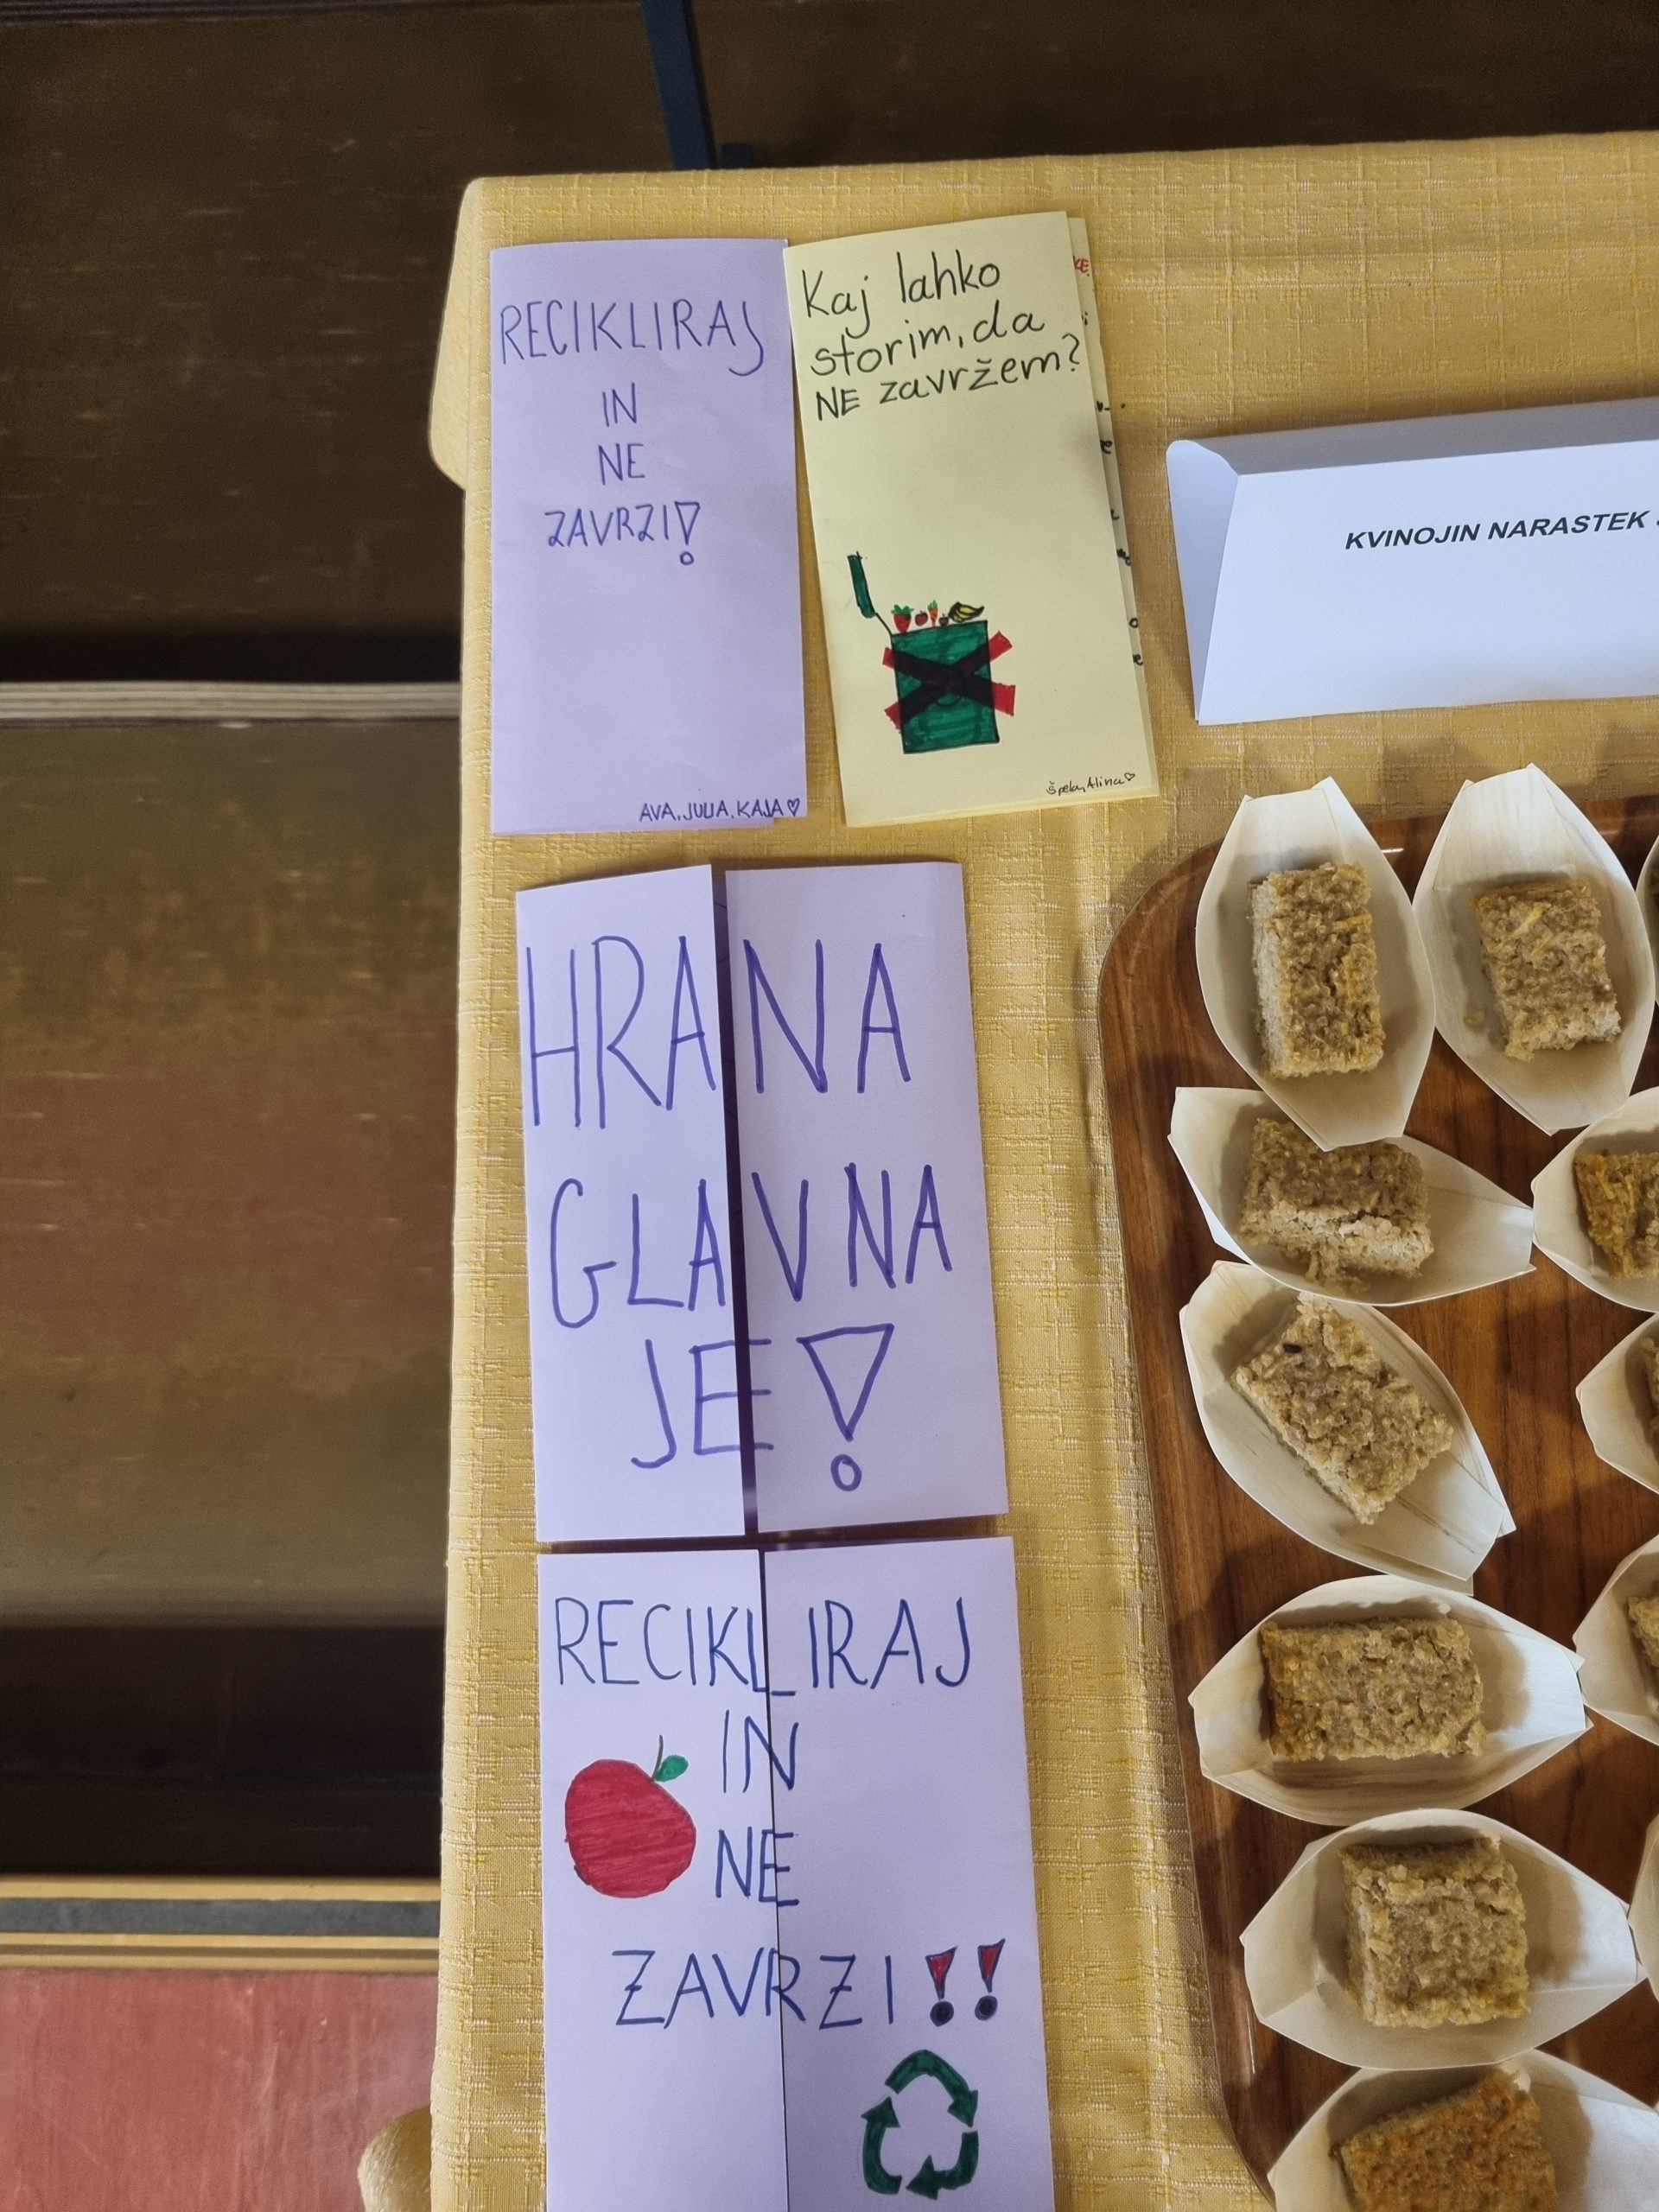 RECIKLIRAJ
IN
NE
ZAVRZI!
AVA, JULIA, KAJA♡
Kaj lahko
storim, da
NE zavržem?
Alina♡
KVINOJIN NARASTEK
HRANA
GLAVNA
JE!
RECIKLIRAJ
IN
NE
ZAVRZI!!